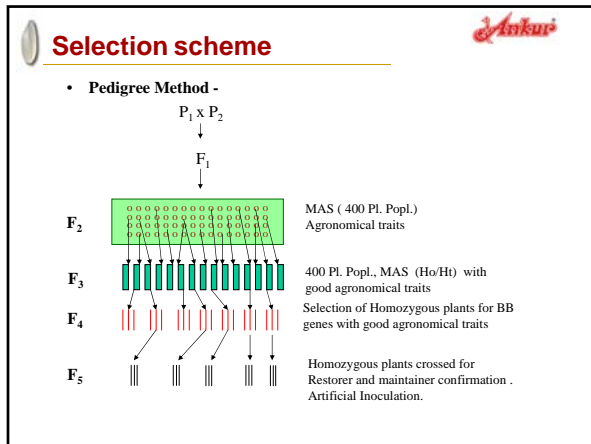 Ankur
Selection scheme
• Pedigree Method -
P1 x P2
F1
F2
MAS ( 400 Pl. Popl.)
Agronomical traits
F3
400 Pl. Popl., MAS (Ho/Ht) with
good agronomical traits
F4
Selection of Homozygous plants for BB
genes with good agronomical traits
F5
Homozygous plants crossed for
Restorer and maintainer confirmation .
Artificial Inoculation.